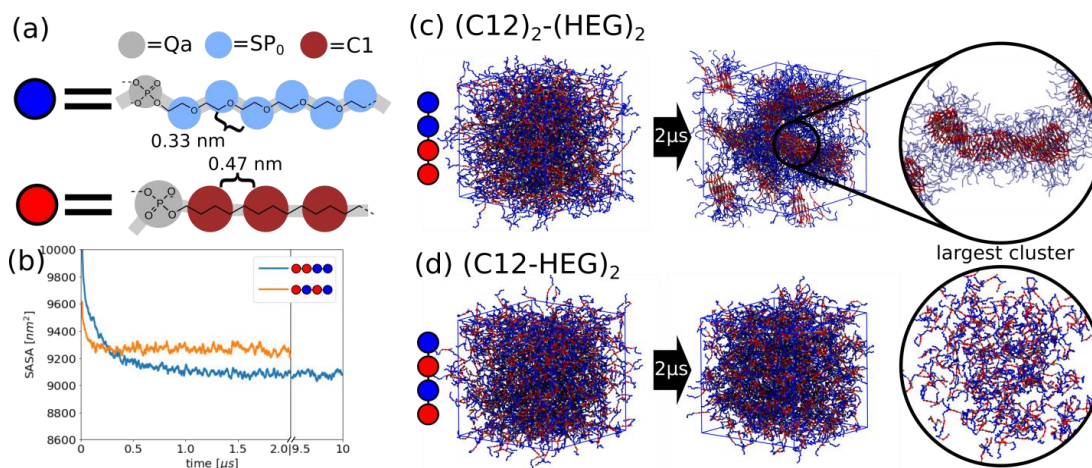 (a)
=Qa =SP₀ =C1
O O P O O O O O O O
0.33 nm
0.47 nm
O O P O O
(b)
10000
9800
9600
9400
9200
9000
8800
8600
SASA [nm²]
0 0.5 1.0 1.5 2.0 9.5 10
time [μs]
(c) (C12)₂-(HEG)₂
2μs
largest cluster
(d) (C12-HEG)₂
2μs